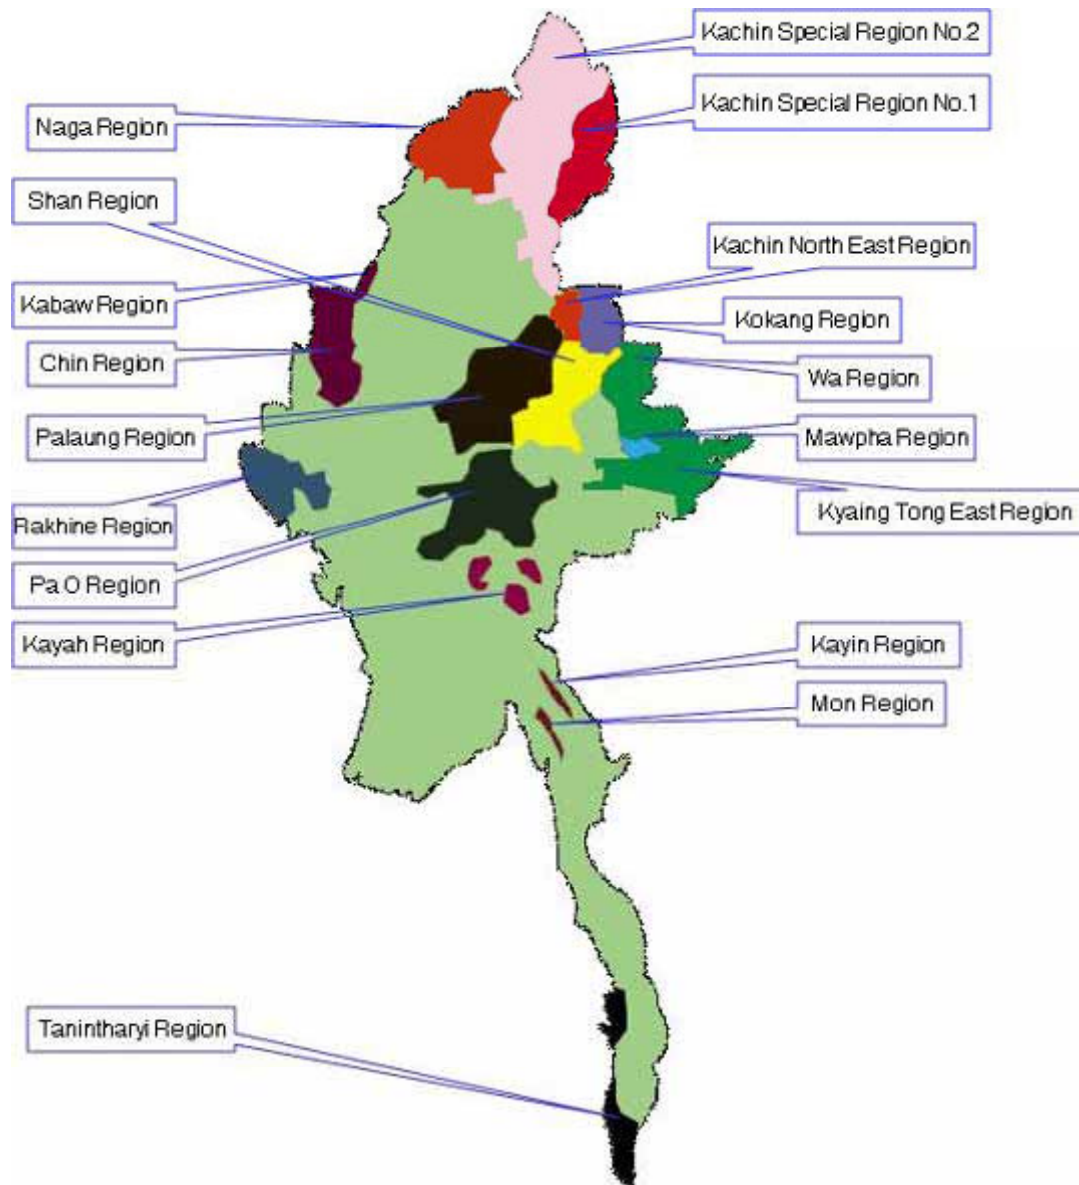 Kachin Special Region No.2
Kachin Special Region No.1
Naga Region
Shan Region
Kachin North East Region
Kabaw Region
Kokang Region
Chin Region
Wa Region
Palaung Region
Mawpha Region
Rakhine Region
Kyaing Tong East Region
Pa O Region
Kayah Region
Kayin Region
Mon Region
Tanintharyi Region